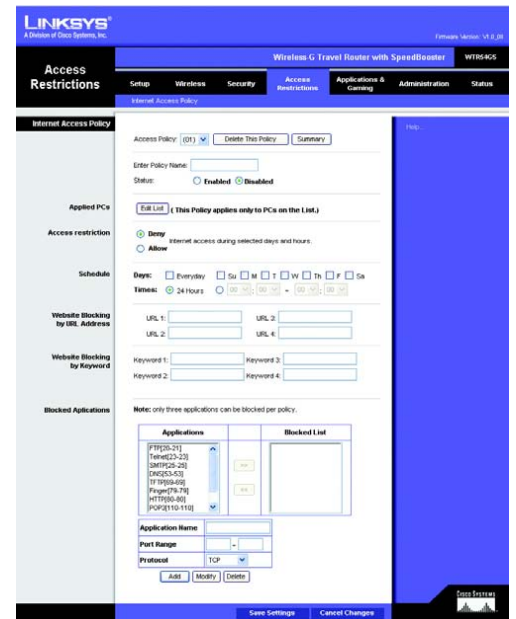 LINKSYS®
A Division of Cisco Systems, Inc.
Firmware Version: V1.0_01
Wireless-G Travel Router with SpeedBooster WTR54GS
Access Restrictions
Setup Wireless Security Access Restrictions Applications & Gaming Administration Status
Internet Access Policy
Internet Access Policy
Help...
Access Policy: (01) Delete This Policy Summary
Enter Policy Name:
Status: Enabled Disabled
Applied PCs
Edit List ( This Policy applies only to PCs on the List.)
Access restriction
Deny
Internet access during selected days and hours.
Allow
Schedule
Days: Everyday Su M T W Th F Sa
Times: 24 Hours 00 : 00 - 00 : 00
Website Blocking by URL Address
URL 1: URL 3:
URL 2: URL 4:
Website Blocking by Keyword
Keyword 1: Keyword 3:
Keyword 2: Keyword 4:
Blocked Aplications
Note: only three applications can be blocked per policy.
Applications Blocked List
FTP[20-21]
Telnet[23-23]
SMTP[25-25]
DNS[53-53]
TFTP[69-69]
Finger[79-79]
HTTP[80-80]
POP3[110-110]
>>
<<
Application Name
Port Range -
Protocol TCP
Add Modify Delete
Save Settings Cancel Changes
CISCO SYSTEMS